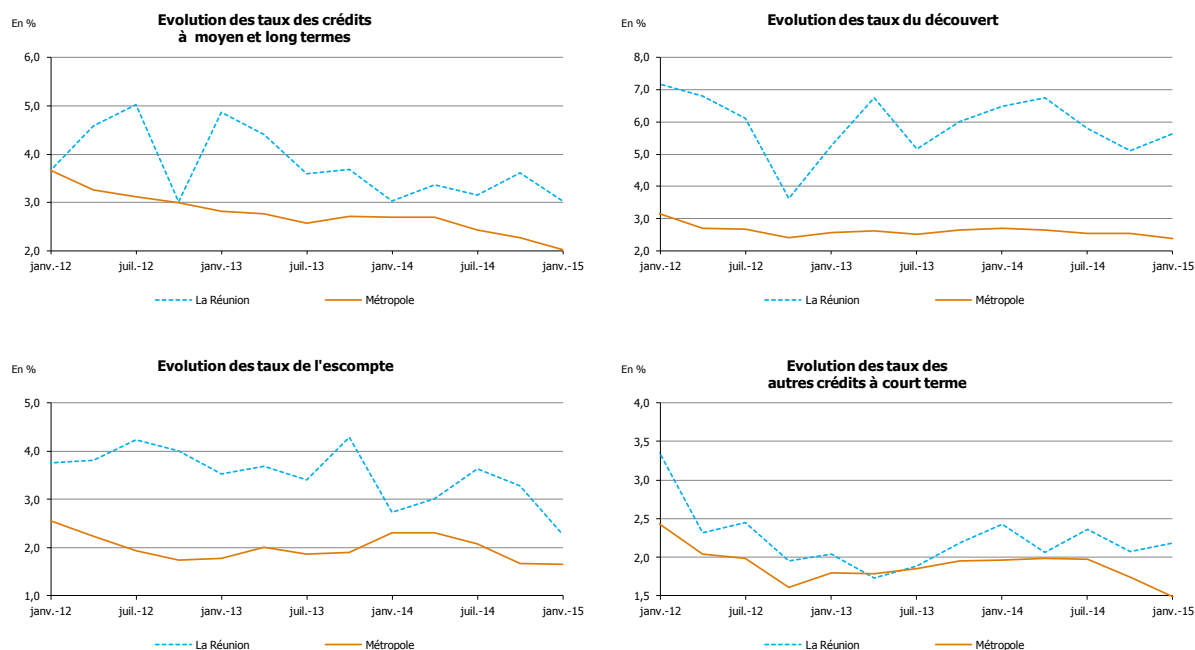 En %
Evolution des taux des crédits
à moyen et long termes
6,0
5,0
4,0
3,0
2,0
janv.-12 juil.-12 janv.-13 juil.-13 janv.-14 juil.-14 janv.-15
La Réunion Métropole
En %
Evolution des taux du découvert
8,0
7,0
6,0
5,0
4,0
3,0
2,0
janv.-12 juil.-12 janv.-13 juil.-13 janv.-14 juil.-14 janv.-15
La Réunion Métropole
En %
Evolution des taux de l'escompte
5,0
4,0
3,0
2,0
1,0
janv.-12 juil.-12 janv.-13 juil.-13 janv.-14 juil.-14 janv.-15
La Réunion Métropole
En %
Evolution des taux des
autres crédits à court terme
4,0
3,5
3,0
2,5
2,0
1,5
janv.-12 juil.-12 janv.-13 juil.-13 janv.-14 juil.-14 janv.-15
La Réunion Métropole